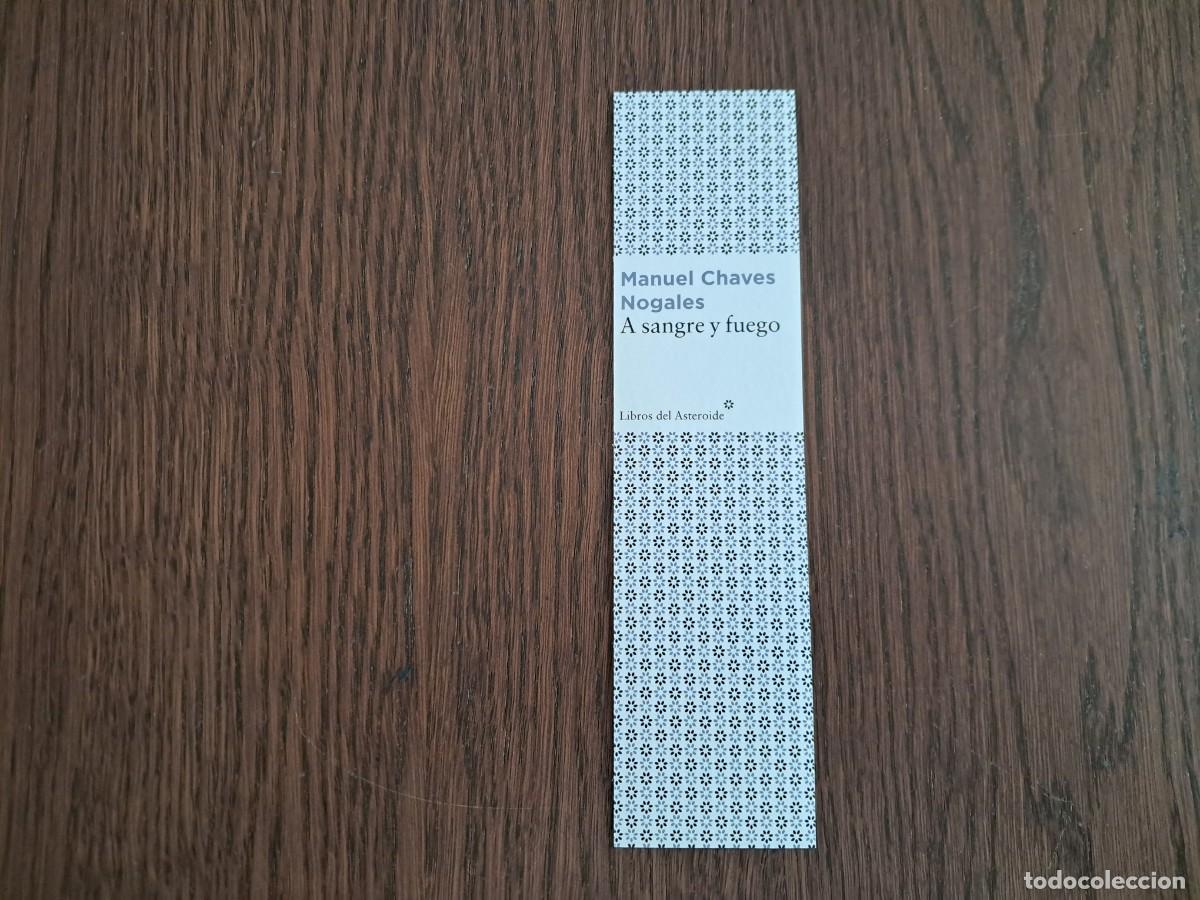 Manuel Chaves
Nogales
A sangre y fuego
Libros del Asteroide
todocoleccion